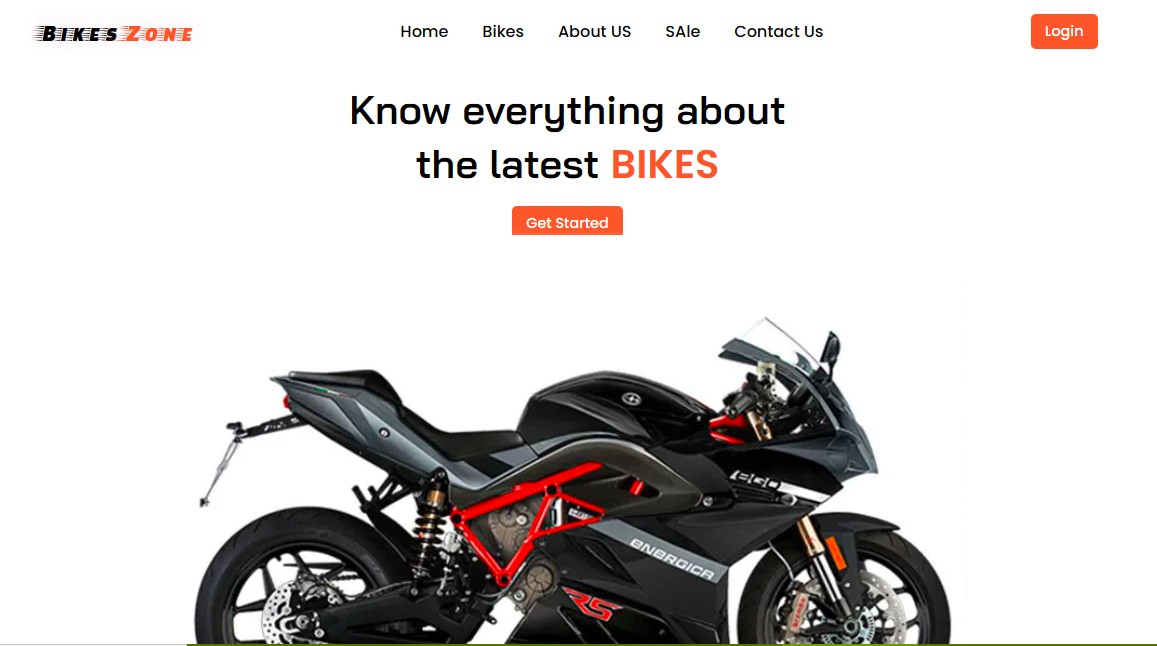 BIKES ZONE
Home Bikes About US SAle Contact Us
Login
Know everything about
the latest BIKES
Get Started
EGO
ENERGICA
RS